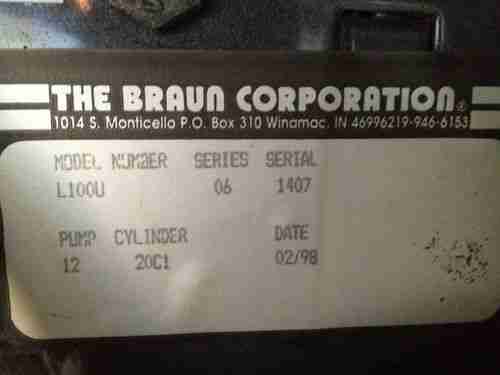 THE BRAUN CORPORATION®
1014 S. Monticello P.O. Box 310 Winamac, IN 46996219-946-6153
MODEL NUMBER SERIES SERIAL
L100U 06 1407
PUMP CYLINDER DATE
12 20C1 02/98